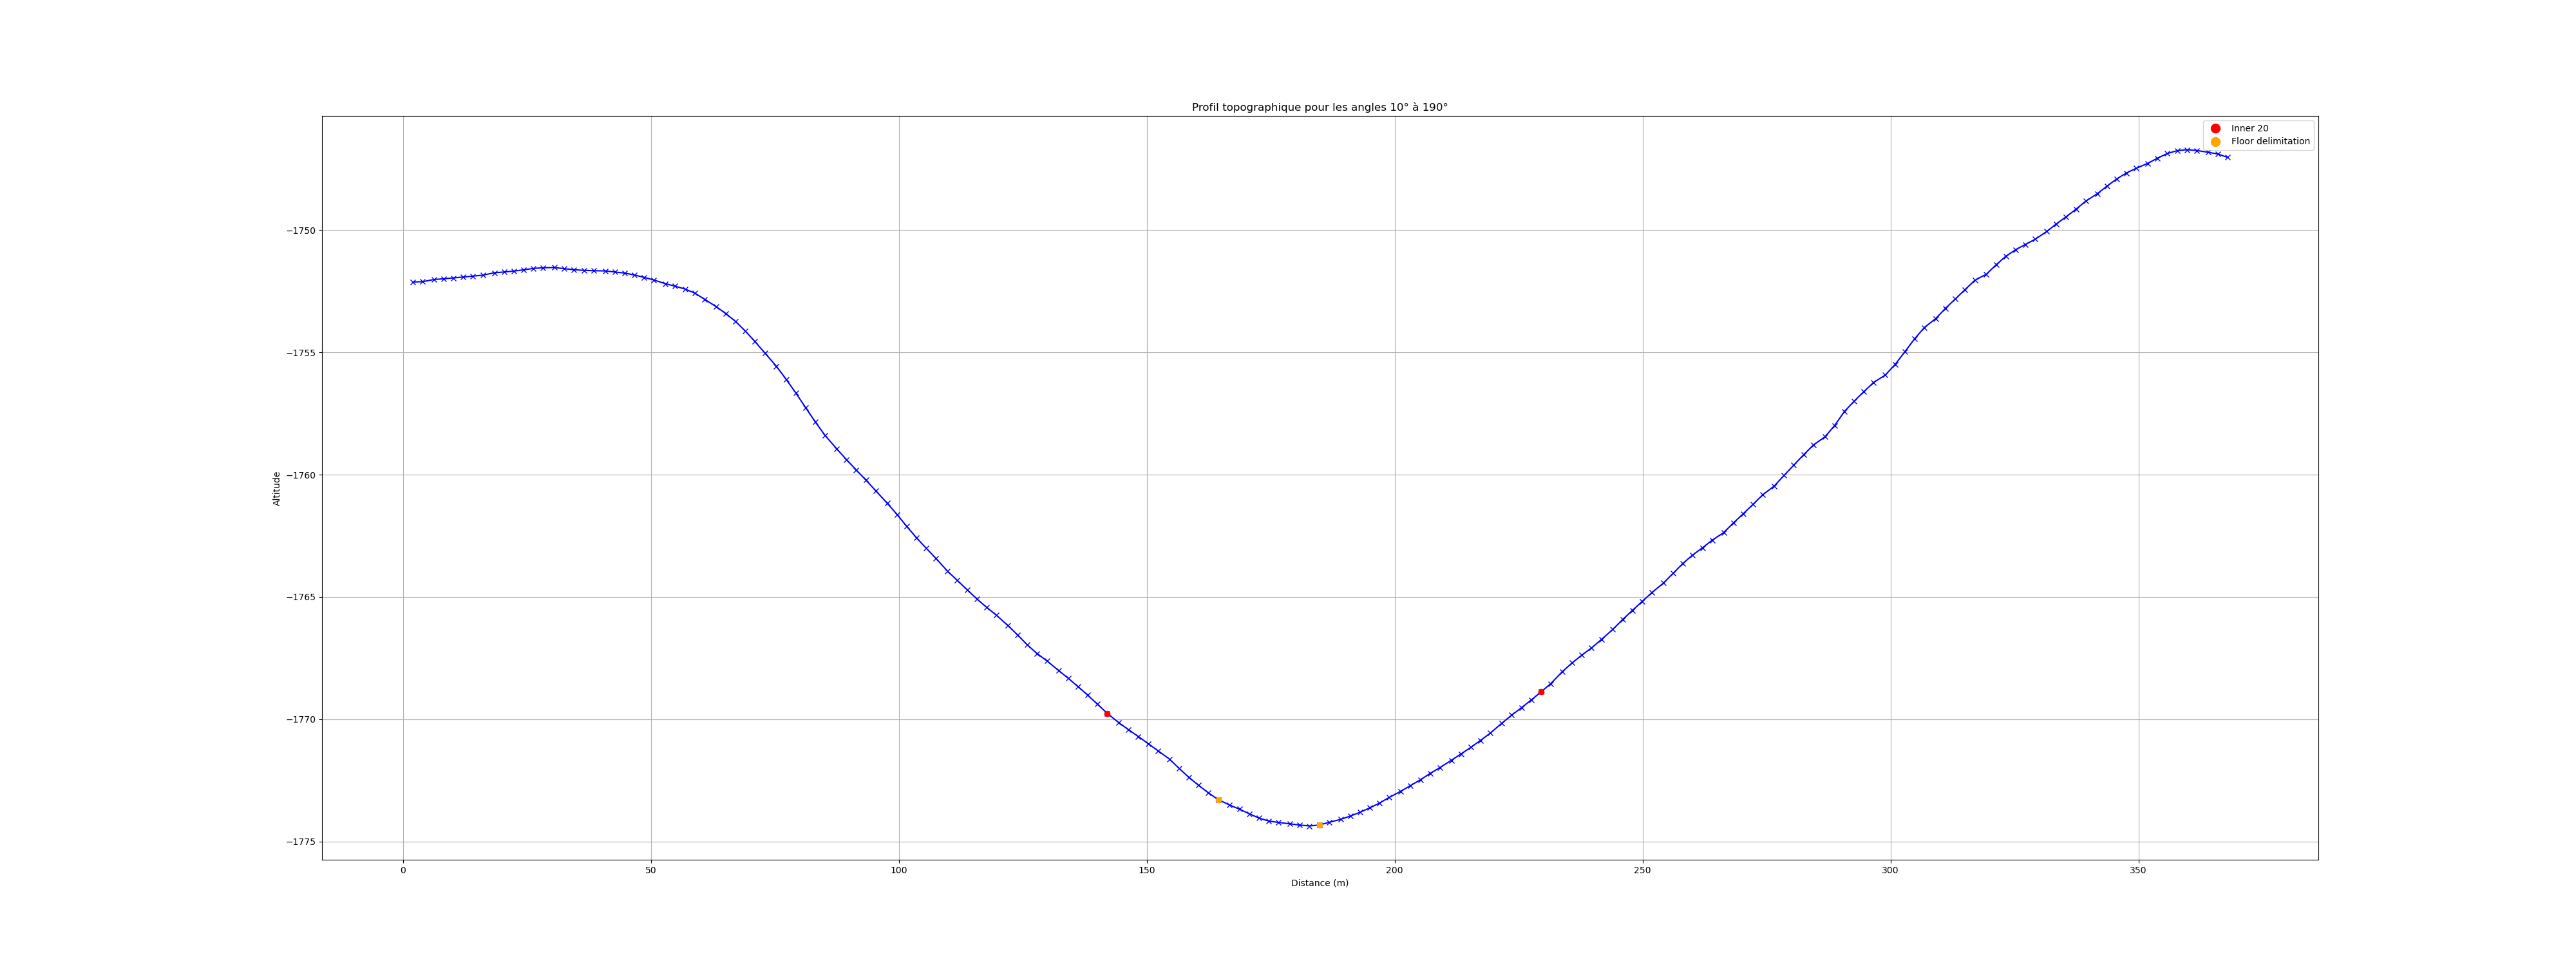 Profil topographique pour les angles 10° à 190°
Inner 20
Floor delimitation
−1750
−1755
−1760
−1765
−1770
−1775
Altitude
0 50 100 150 200 250 300 350
Distance (m)